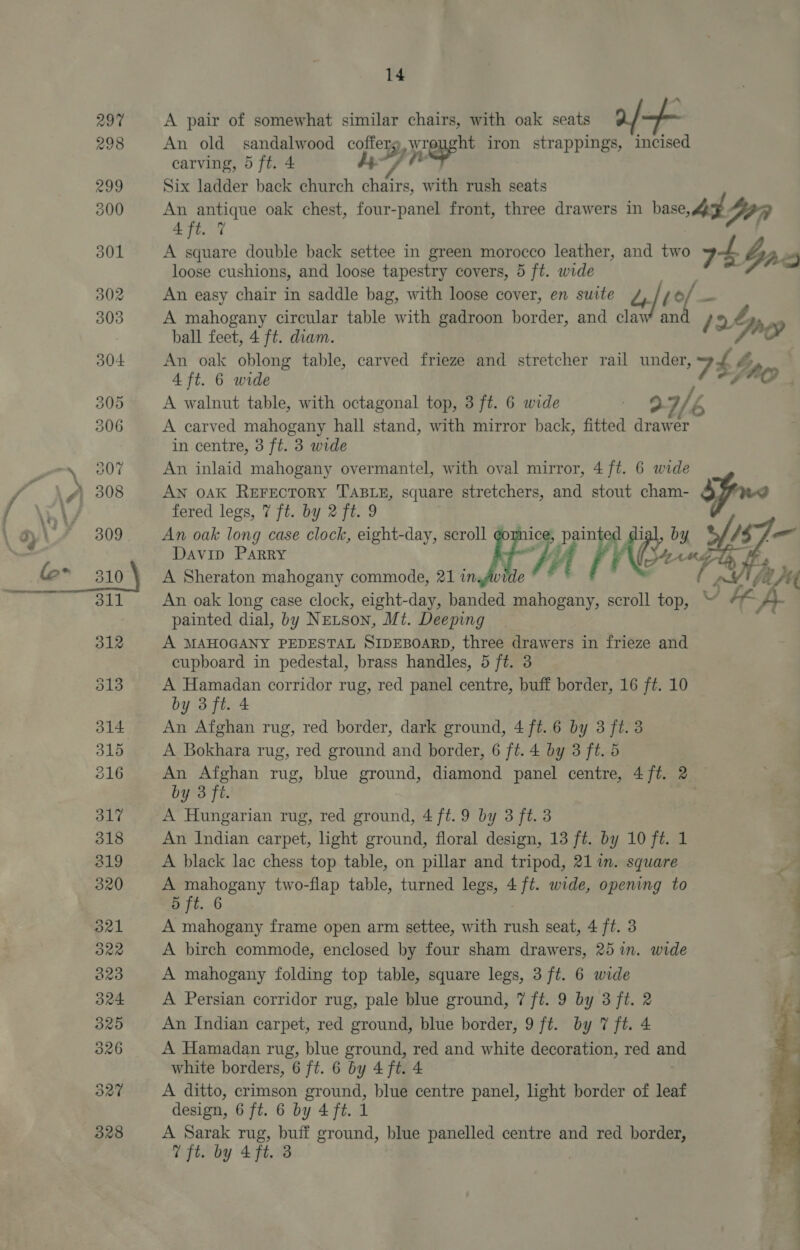 14
297 A pair of somewhat similar chairs, with oak seats
298 An old sandalwood coffer, wrought iron strappings, incised
carving, 5 ft. 4
299 Six ladder back church chairs, with rush seats
300 An antique oak chest, four-panel front, three drawers in base,
4 ft. 7
301 A square double back settee in green morocco leather, and two
loose cushions, and loose tapestry covers, 5 ft. wide
302 An easy chair in saddle bag, with loose cover, en suite
303 A mahogany circular table with gadroon border, and claw and
ball feet, 4 ft. diam.
304 An oak oblong table, carved frieze and stretcher rail under,
4 ft. 6 wide
305 A walnut table, with octagonal top, 3 ft. 6 wide 27/6
306 A carved mahogany hall stand, with mirror back, fitted drawer
in centre, 3 ft. 3 wide
307 An inlaid mahogany overmantel, with oval mirror, 4 ft. 6 wide
308 AN OAK REFECTORY TABLE, square stretchers, and stout cham-
fered legs, 7 ft. by 2 ft. 9
309 An oak long case clock, eight-day, scroll cornice, painted dial, by
DAVID PARRY
310 A Sheraton mahogany commode, 21 in. wide
311 An oak long case clock, eight-day, banded mahogany, scroll top,
painted dial, by NELSON, Mt. Deeping
312 A MAHOGANY PEDESTAL SIDEBOARD, three drawers in frieze and
cupboard in pedestal, brass handles, 5 ft. 3
313 A Hamadan corridor rug, red panel centre, buff border, 16 ft. 10
by 3 ft. 4
314 An Afghan rug, red border, dark ground, 4 ft. 6 by 3 ft. 3
315 A Bokhara rug, red ground and border, 6 ft. 4 by 3 ft. 5
316 An Afghan rug, blue ground, diamond panel centre, 4 ft. 2
by 3 ft.
317 A Hungarian rug, red ground, 4 ft. 9 by 3 ft. 3
318 An Indian carpet, light ground, floral design, 13 ft. by 10 ft. 1
319 A black lac chess top table, on pillar and tripod, 21 in. square
320 A mahogany two-flap table, turned legs, 4 ft. wide, opening to
5 ft. 6
321 A mahogany frame open arm settee, with rush seat, 4 ft. 3
322 A birch commode, enclosed by four sham drawers, 25 in. wide
323 A mahogany folding top table, square legs, 3 ft. 6 wide
324 A Persian corridor rug, pale blue ground, 7 ft. 9 by 3 ft. 2
325 An Indian carpet, red ground, blue border, 9 ft. by 7 ft. 4
326 A Hamadan rug, blue ground, red and white decoration, red and
white borders, 6 ft. 6 by 4 ft. 4
327 A ditto, crimson ground, blue centre panel, light border of leaf
design, 6 ft. 6 by 4 ft. 1
328 A Sarak rug, buff ground, blue panelled centre and red border,
7 ft. by 4 ft. 3